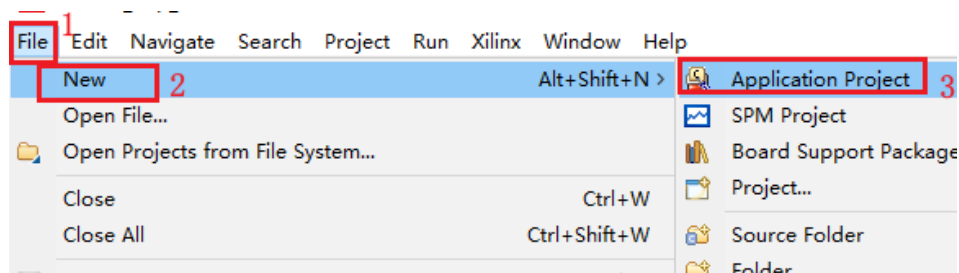 1
File Edit Navigate Search Project Run Xilinx Window Help
New 2 Alt+Shift+N > Application Project 3
Open File... SPM Project
Open Projects from File System... Board Support Package
Close Ctrl+W Project...
Close All Ctrl+Shift+W Source Folder
Folder